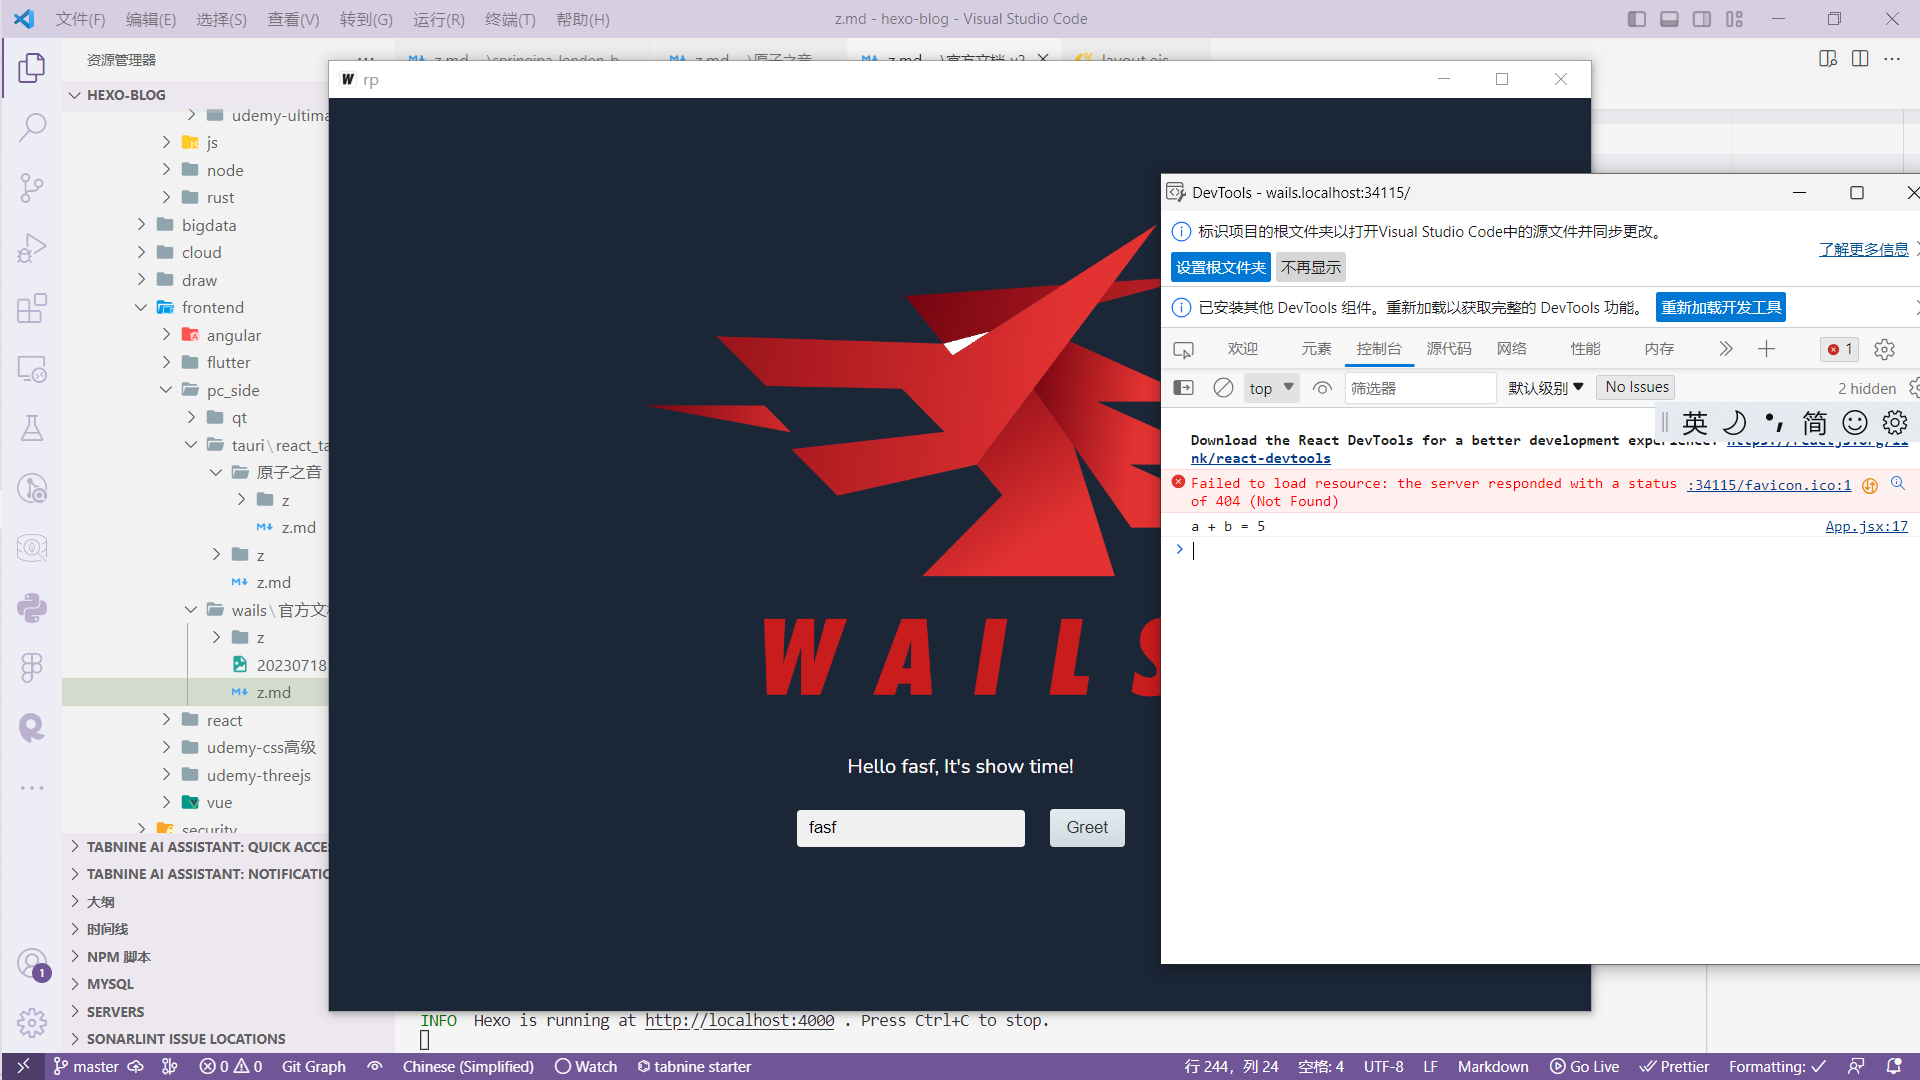 文件(F) 编辑(E) 选择(S) 查看(V) 转到(G) 运行(R) 终端(T) 帮助(H)
z.md - hexo-blog - Visual Studio Code
资源管理器
HEXO-BLOG
udemy-ultima
js
node
rust
bigdata
cloud
draw
frontend
angular
flutter
pc_side
qt
tauri\react_ta
原子之音
z
z.md
z
z.md
wails\官方文
z
20230718
z.md
react
udemy-css高级
udemy-threejs
vue
security
TABNINE AI ASSISTANT: QUICK ACCE
TABNINE AI ASSISTANT: NOTIFICATIO
大纲
时间线
NPM 脚本
MYSQL
SERVERS
SONARLINT ISSUE LOCATIONS
W rp
WAILS
Hello fasf, It's show time!
fasf
Greet
DevTools - wails.localhost:34115/
标识项目的根文件夹以打开Visual Studio Code中的源文件并同步更改。
了解更多信息
设置根文件夹 不再显示
已安装其他 DevTools 组件。重新加载以获取完整的 DevTools 功能。 重新加载开发工具
欢迎 元素 控制台 源代码 网络 性能 内存 1
top 筛选器 默认级别 No Issues 2 hidden
英 简
Download the React DevTools for a better development experience: https://reactjs.org/li
nk/react-devtools
Failed to load resource: the server responded with a status :34115/favicon.ico:1
of 404 (Not Found)
a + b = 5 App.jsx:17
INFO Hexo is running at http://localhost:4000 . Press Ctrl+C to stop.
1
master 0 0 Git Graph Chinese (Simplified) Watch tabnine starter 行 244，列 24 空格: 4 UTF-8 LF Markdown Go Live Prettier Formatting: